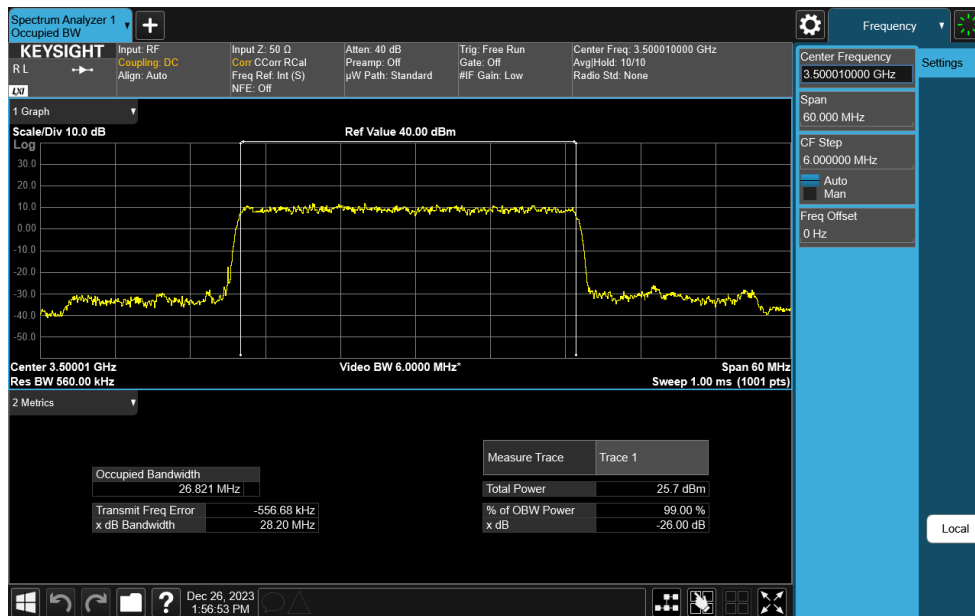 Spectrum Analyzer 1
Occupied BW
+
Frequency
KEYSIGHT
R L
LXI
Input: RF
Coupling: DC
Align: Auto
Input Z: 50 Ω
Corr CCorr RCal
Freq Ref: Int (S)
NFE: Off
Atten: 40 dB
Preamp: Off
µW Path: Standard
Trig: Free Run
Gate: Off
#IF Gain: Low
Center Freq: 3.500010000 GHz
Avg|Hold: 10/10
Radio Std: None
Center Frequency
3.500010000 GHz
Settings
Span
60.000 MHz
CF Step
6.000000 MHz
Auto
Man
Freq Offset
0 Hz
Local
1 Graph
Scale/Div 10.0 dB
Ref Value 40.00 dBm
Log
30.0
20.0
10.0
0.00
-10.0
-20.0
-30.0
-40.0
-50.0
Center 3.50001 GHz
Video BW 6.0000 MHz*
Span 60 MHz
Res BW 560.00 kHz
Sweep 1.00 ms (1001 pts)
2 Metrics
Measure Trace Trace 1
Occupied Bandwidth
26.821 MHz
Total Power 25.7 dBm
Transmit Freq Error -556.68 kHz
% of OBW Power 99.00 %
x dB Bandwidth 28.20 MHz
x dB -26.00 dB
?
Dec 26, 2023
1:56:53 PM